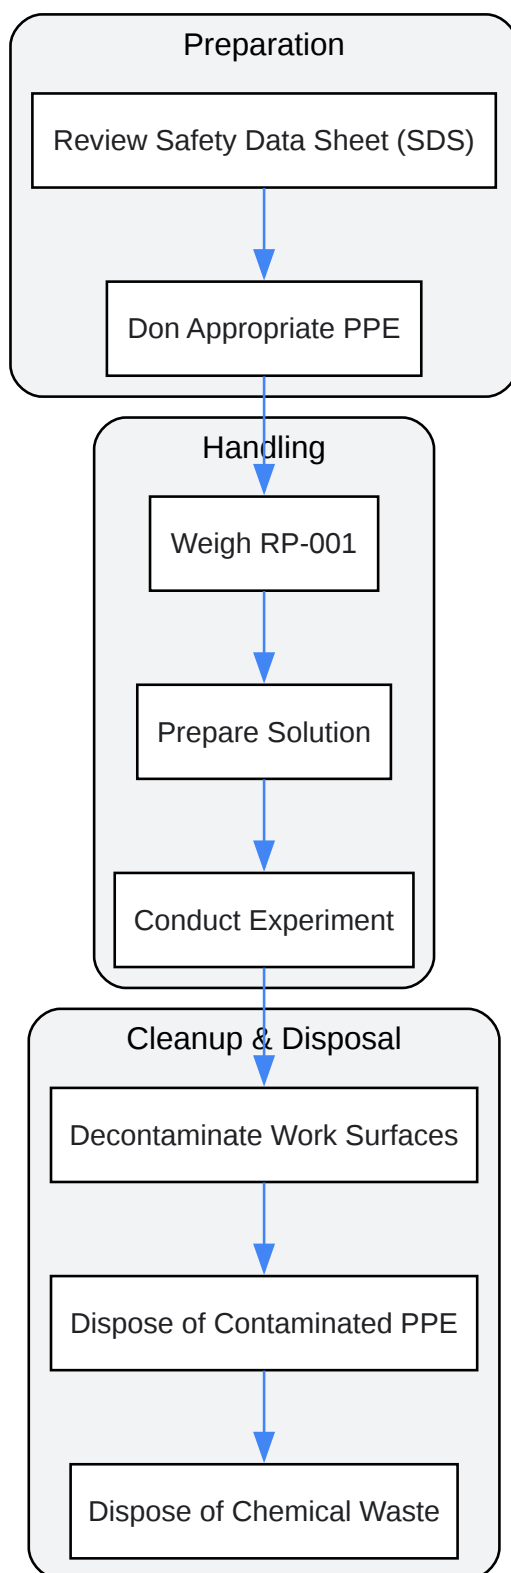 Preparation
Review Safety Data Sheet (SDS)
Don Appropriate PPE
Handling
Weigh RP-001
Prepare Solution
Conduct Experiment
Cleanup & Disposal
Decontaminate Work Surfaces
Dispose of Contaminated PPE
Dispose of Chemical Waste